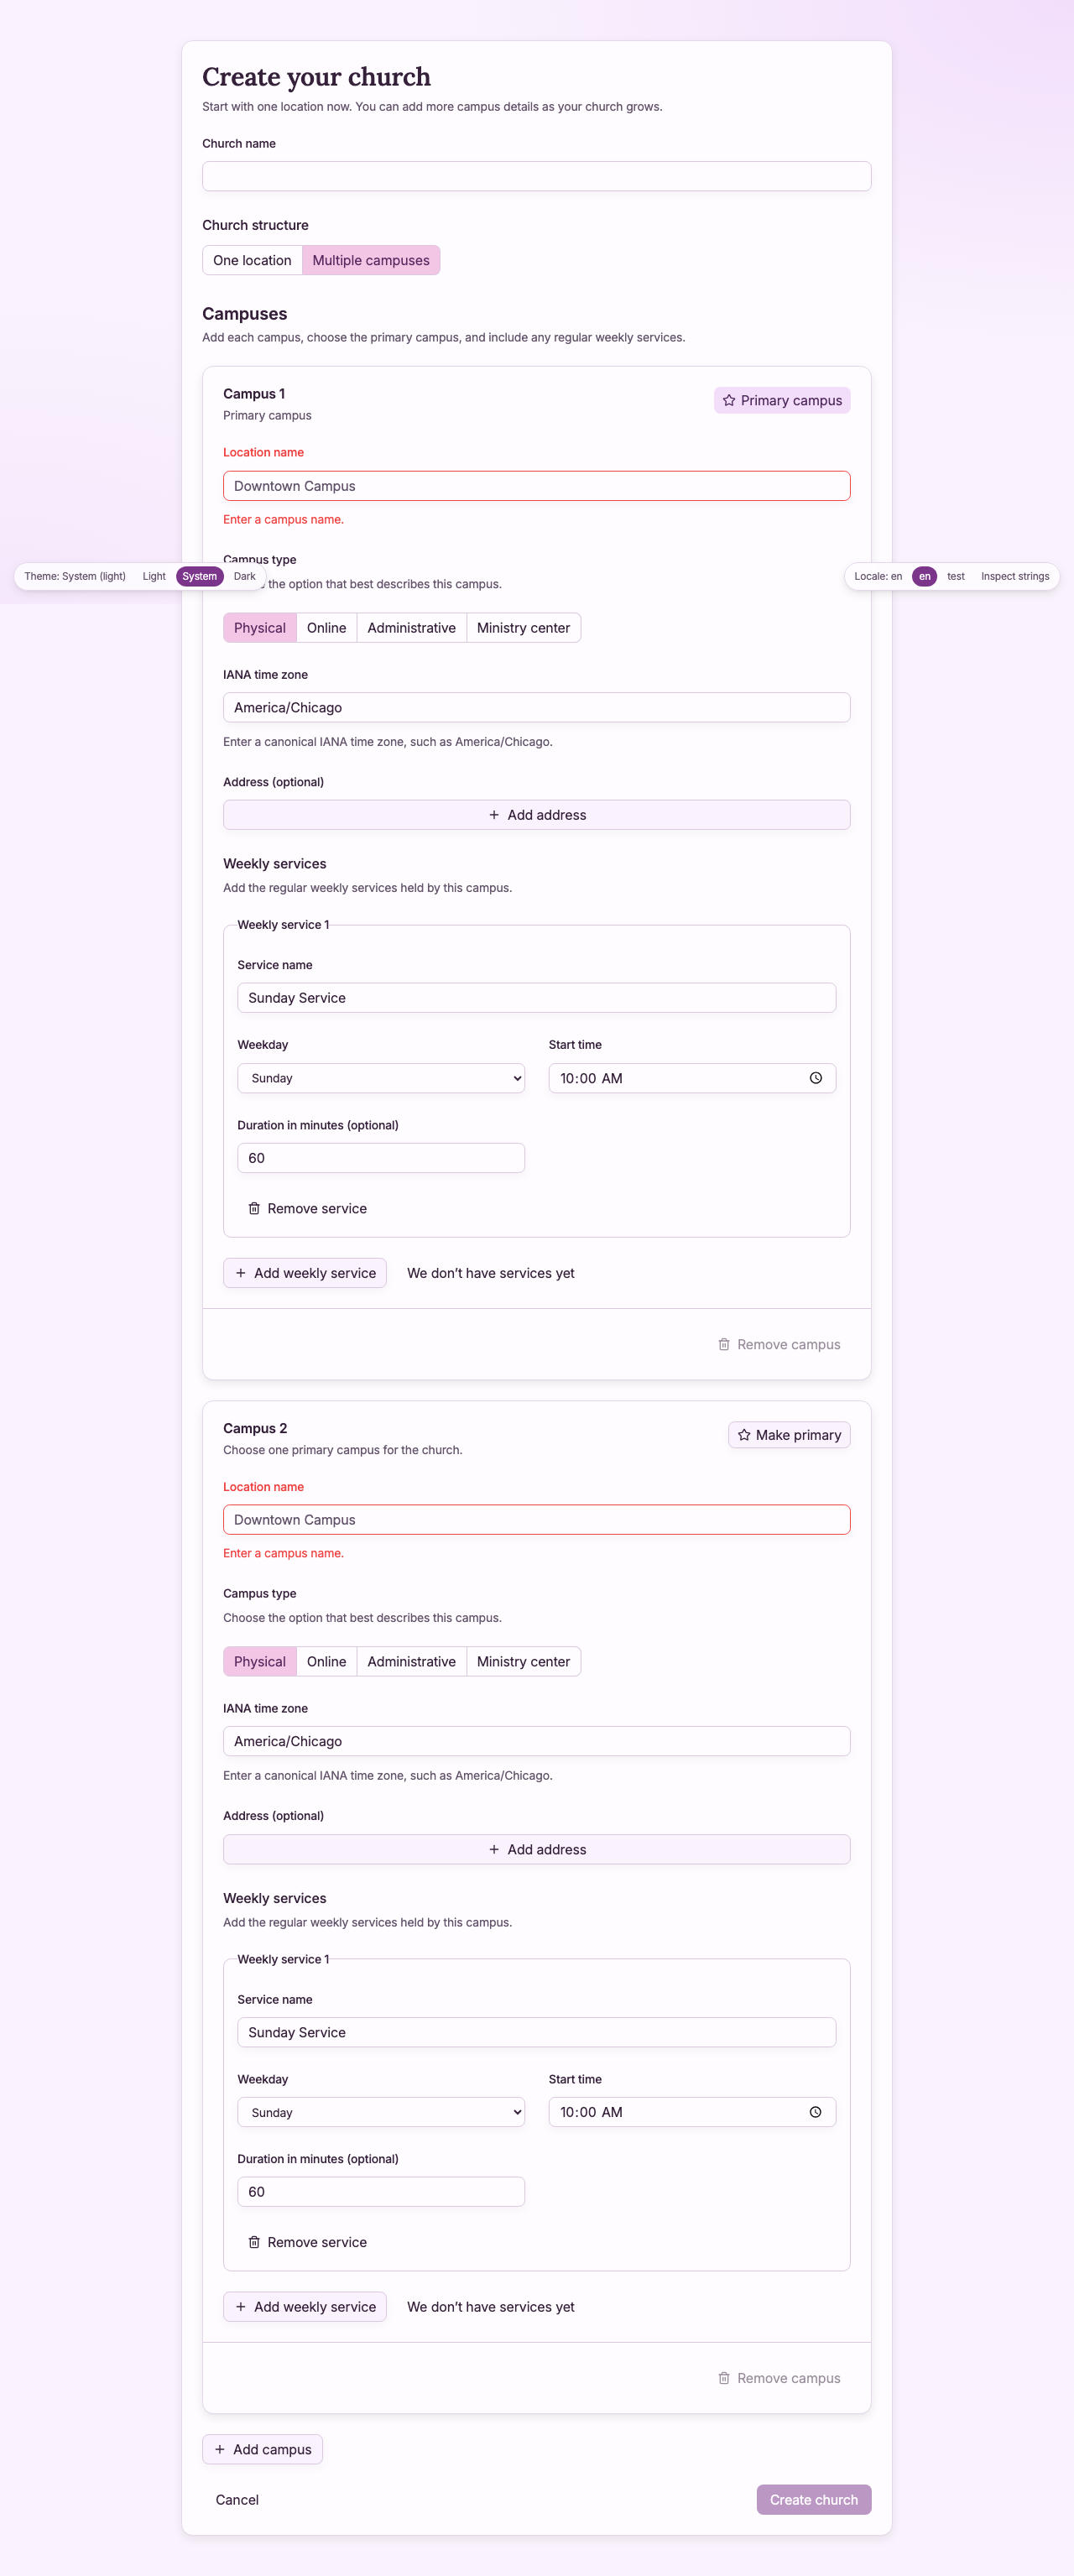 Create your church
Start with one location now. You can add more campus details as your church grows.
Church name
Church structure
One location
Multiple campuses
Campuses
Add each campus, choose the primary campus, and include any regular weekly services.
Campus 1
Primary campus
Primary campus
Location name
Downtown Campus
Enter a campus name.
Campus type
Theme: System (light)
Light
System
Dark
Locale: en
en
test
Inspect strings
the option that best describes this campus.
Physical
Online
Administrative
Ministry center
IANA time zone
America/Chicago
Enter a canonical IANA time zone, such as America/Chicago.
Address (optional)
Add address
Weekly services
Add the regular weekly services held by this campus.
Weekly service 1
Service name
Sunday Service
Weekday
Start time
Sunday
10:00 AM
Duration in minutes (optional)
60
Remove service
Add weekly service
We don’t have services yet
Remove campus
Campus 2
Make primary
Choose one primary campus for the church.
Location name
Downtown Campus
Enter a campus name.
Campus type
Choose the option that best describes this campus.
Physical
Online
Administrative
Ministry center
IANA time zone
America/Chicago
Enter a canonical IANA time zone, such as America/Chicago.
Address (optional)
Add address
Weekly services
Add the regular weekly services held by this campus.
Weekly service 1
Service name
Sunday Service
Weekday
Start time
Sunday
10:00 AM
Duration in minutes (optional)
60
Remove service
Add weekly service
We don’t have services yet
Remove campus
Add campus
Cancel
Create church